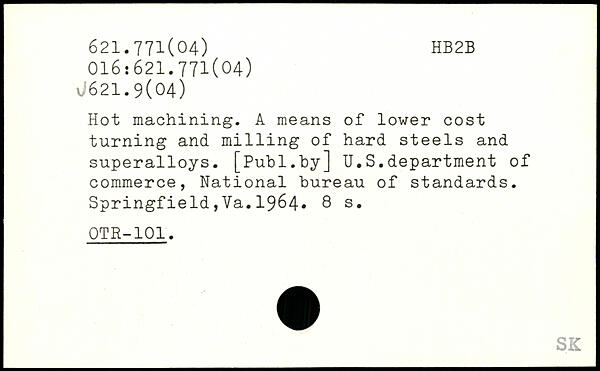 621.771(04) HB2B
016:621.771(04)
√621.9(04)
Hot machining. A means of lower cost
turning and milling of hard steels and
superalloys. [Publ.by] U.S.department of
commerce, National bureau of standards.
Springfield,Va.1964. 8 s.
OTR-101.
SK